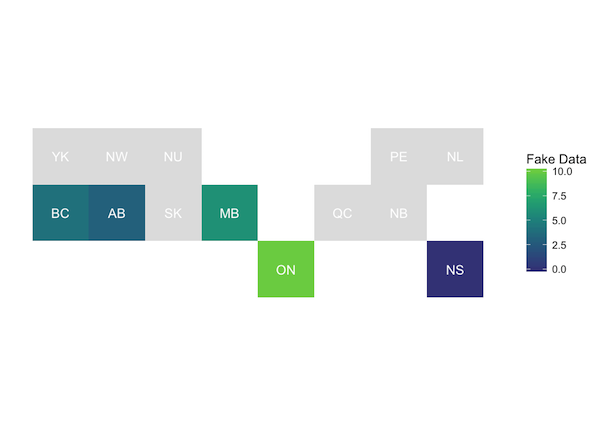 YK NW NU PE NL
BC AB SK MB QC NB
ON NS
Fake Data
10.0
7.5
5.0
2.5
0.0